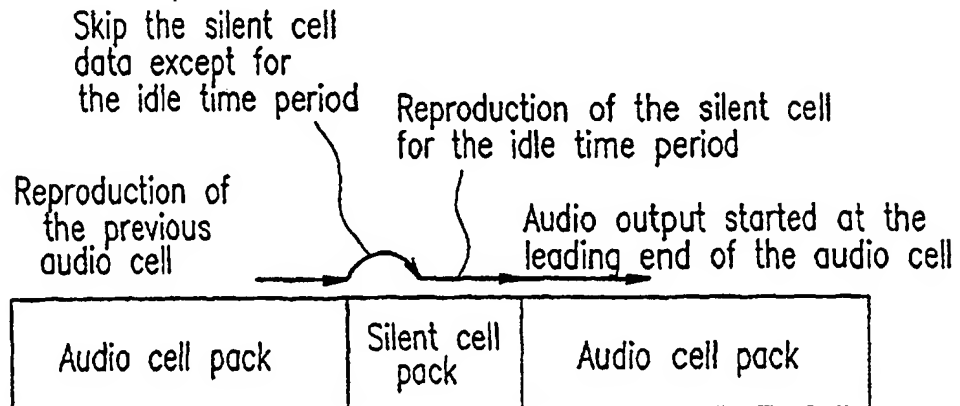 Skip the silent cell
data except for
the idle time period
Reproduction of the silent cell
for the idle time period
Reproduction of
the previous
audio cell
Audio output started at the
leading end of the audio cell
Audio cell pack
Silent cell
pack
Audio cell pack